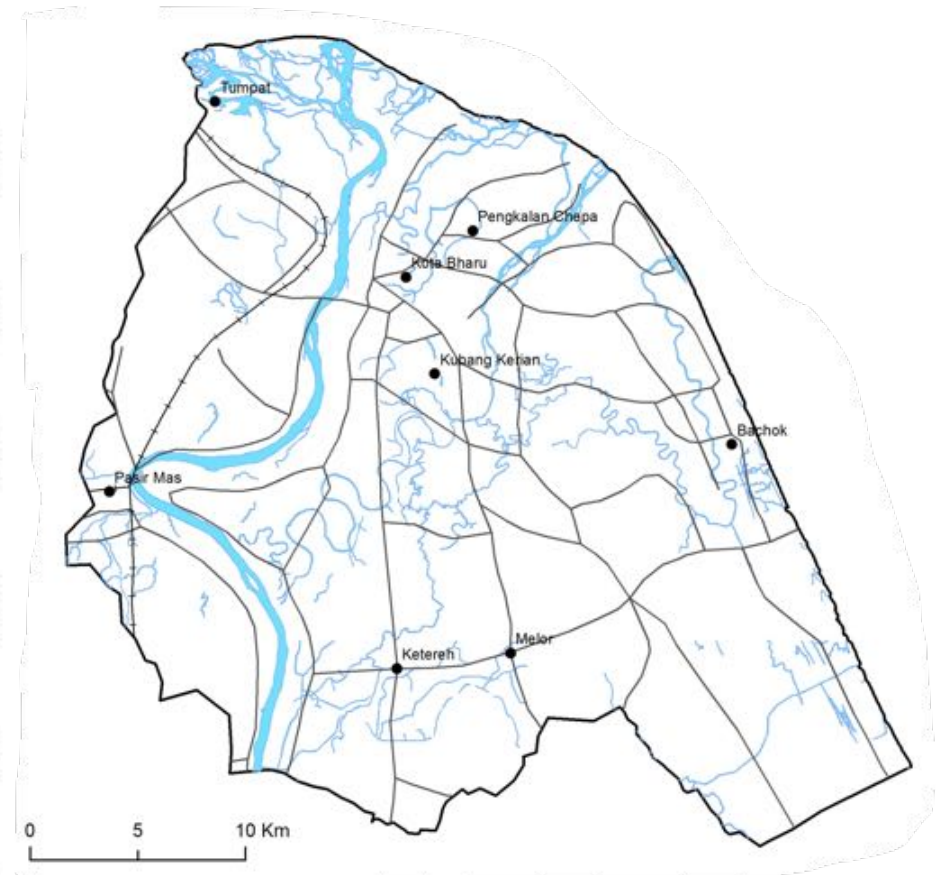 Tumpat
Pengkalan Chepa
Kota Bharu
Kubang Kerian
Bachok
Pasir Mas
Melor
Ketereh
0 5 10 Km